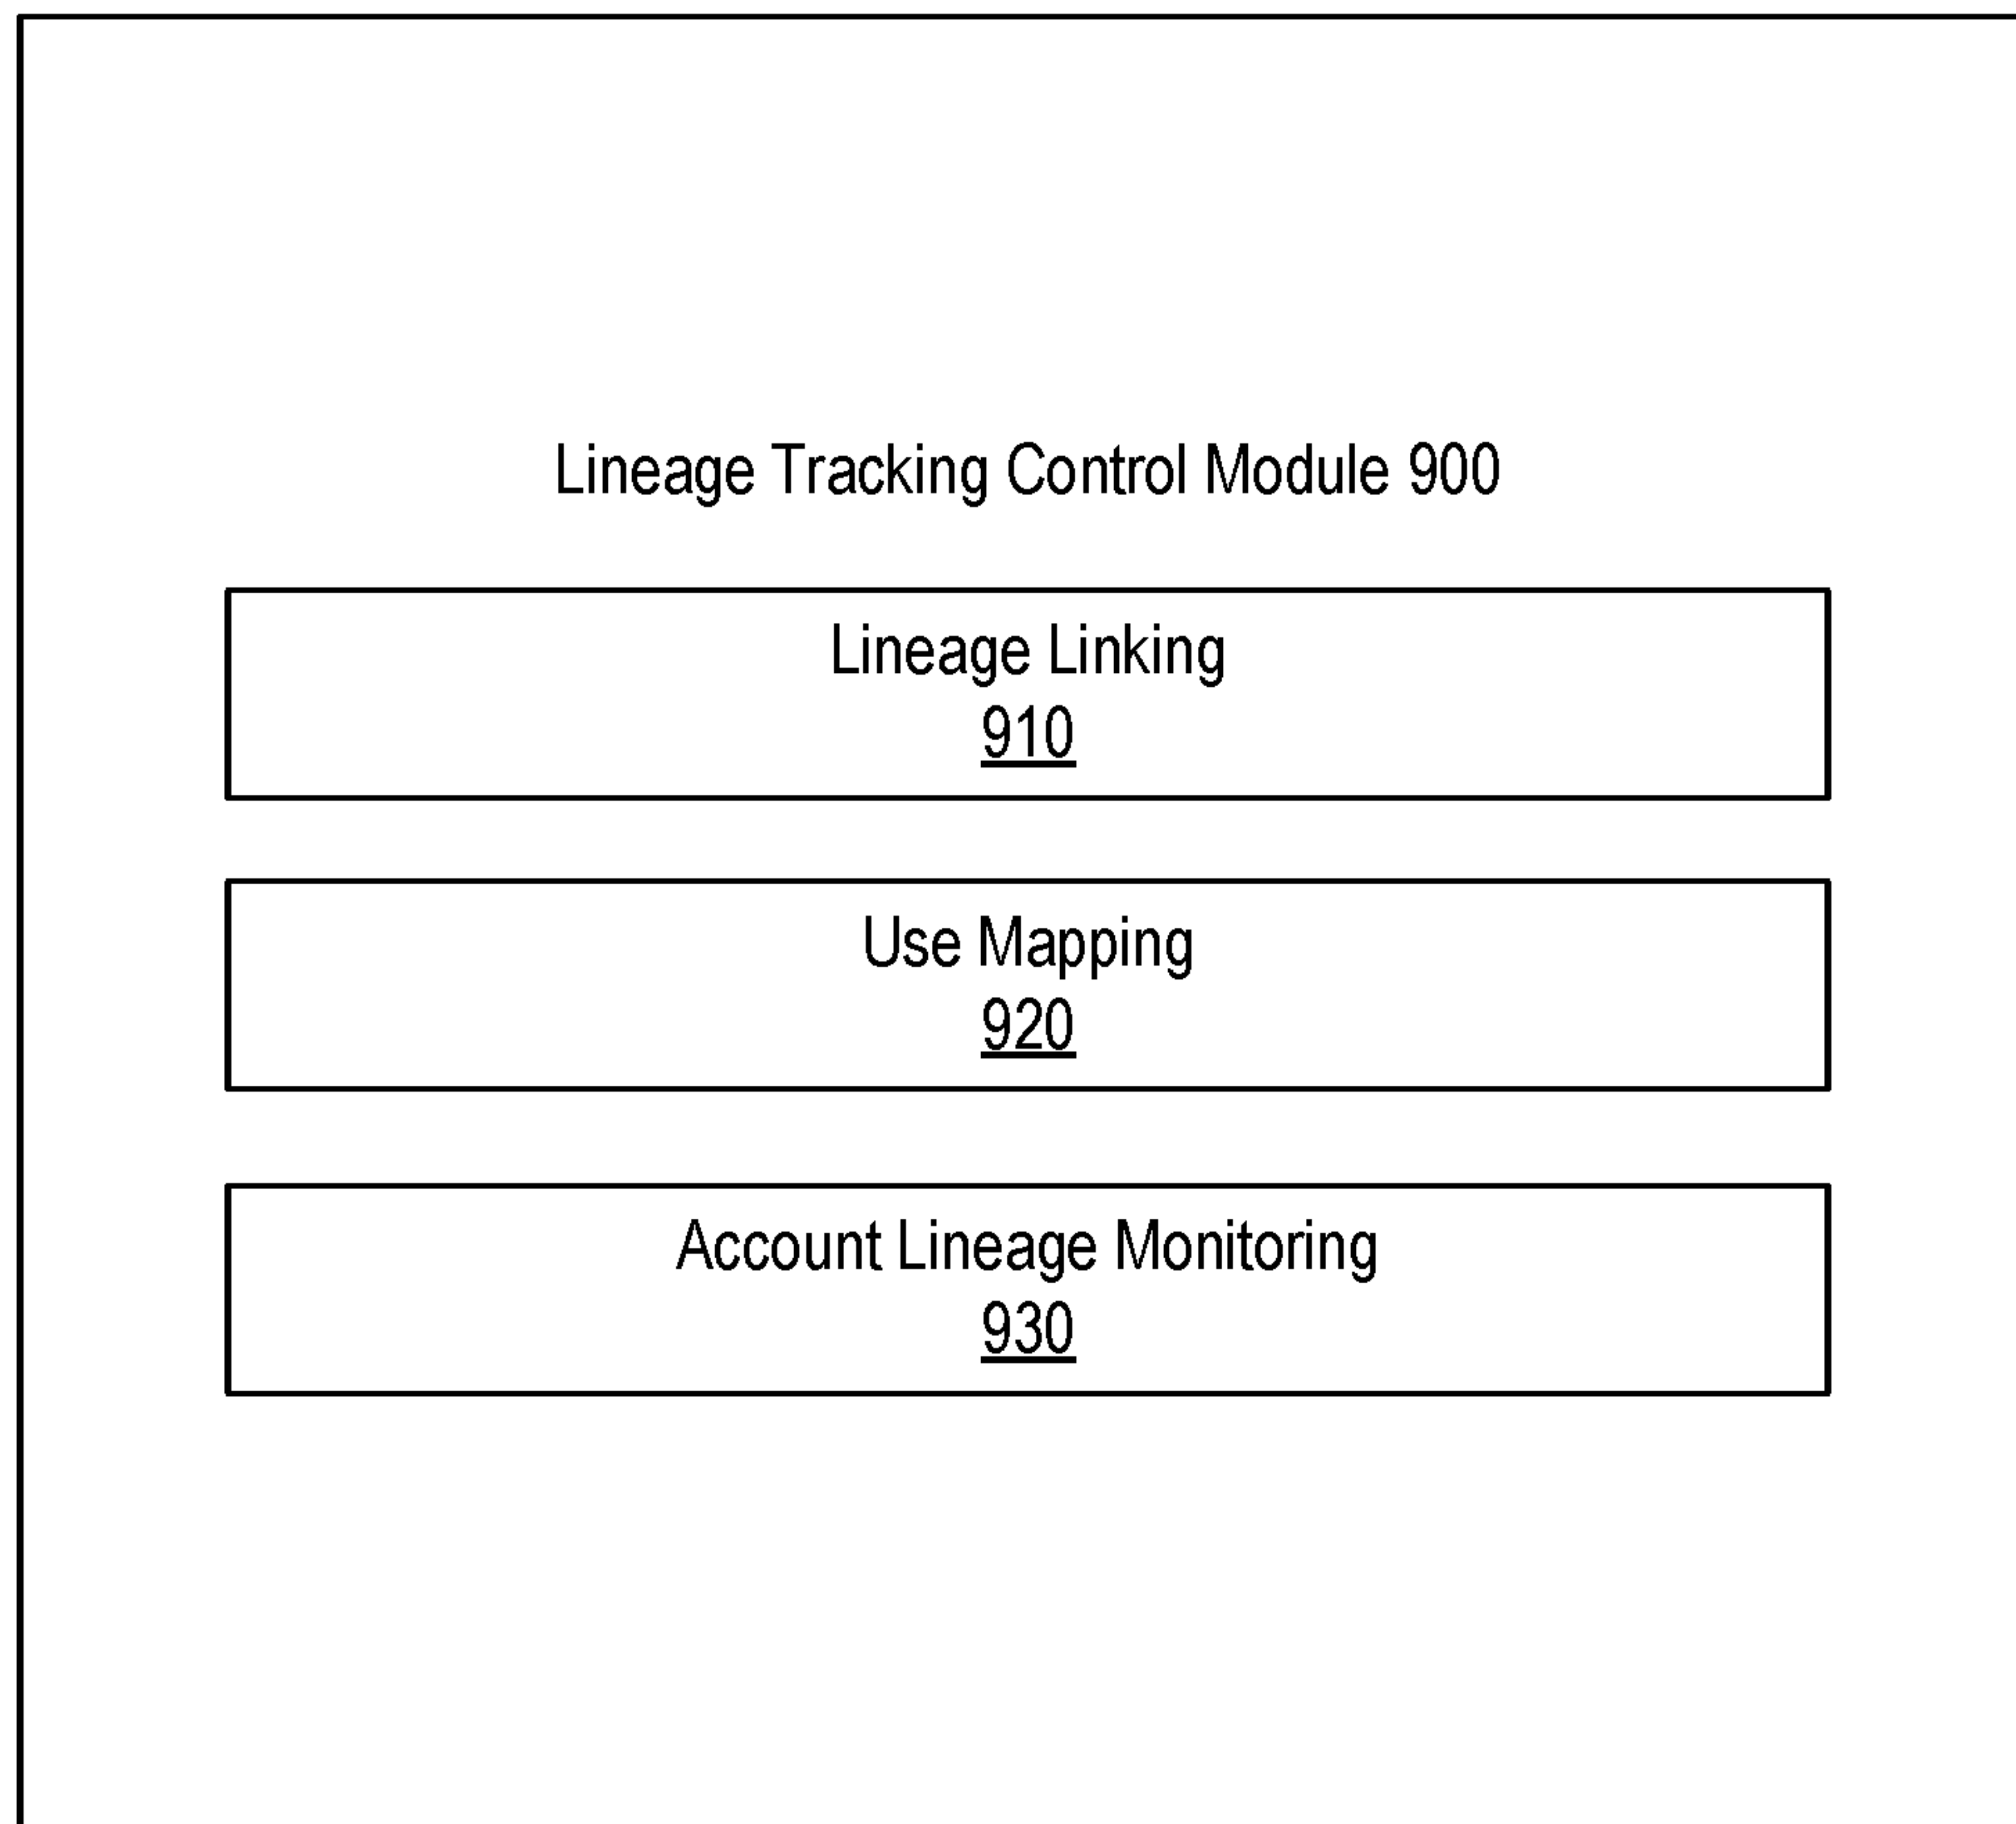 Lineage Tracking Control Module 900
Lineage Linking
910
Use Mapping
920
Account Lineage Monitoring
930